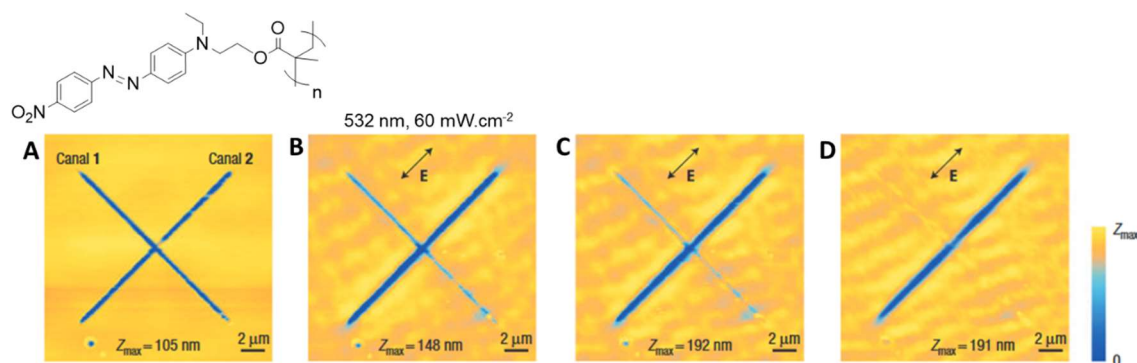 O
N
O
N
N
n
O₂N
532 nm, 60 mW.cm⁻²
A Canal 1 Canal 2
B E
C E
D E
Zmax
0
Zmax = 105 nm 2 µm
Zmax = 148 nm 2 µm
Zmax = 192 nm 2 µm
Zmax = 191 nm 2 µm